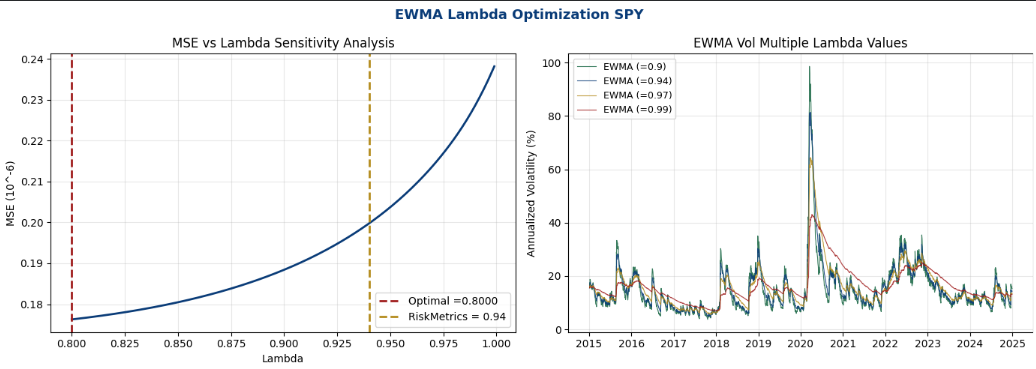 EWMA Lambda Optimization SPY
MSE vs Lambda Sensitivity Analysis
MSE (10^-6)
0.24
0.23
0.22
0.21
0.20
0.19
0.18
0.800
0.825
0.850
0.875
0.900
0.925
0.950
0.975
1.000
Lambda
Optimal =0.8000
RiskMetrics = 0.94
EWMA Vol Multiple Lambda Values
Annualized Volatility (%)
100
80
60
40
20
0
2015
2016
2017
2018
2019
2020
2021
2022
2023
2024
2025
EWMA (=0.9)
EWMA (=0.94)
EWMA (=0.97)
EWMA (=0.99)